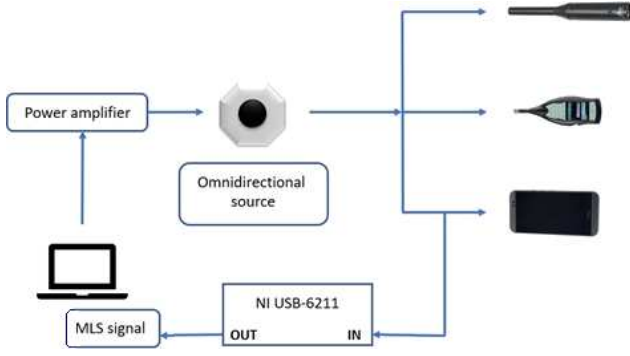 Power amplifier
Omnidirectional
source
NI USB-6211
OUT IN
MLS signal